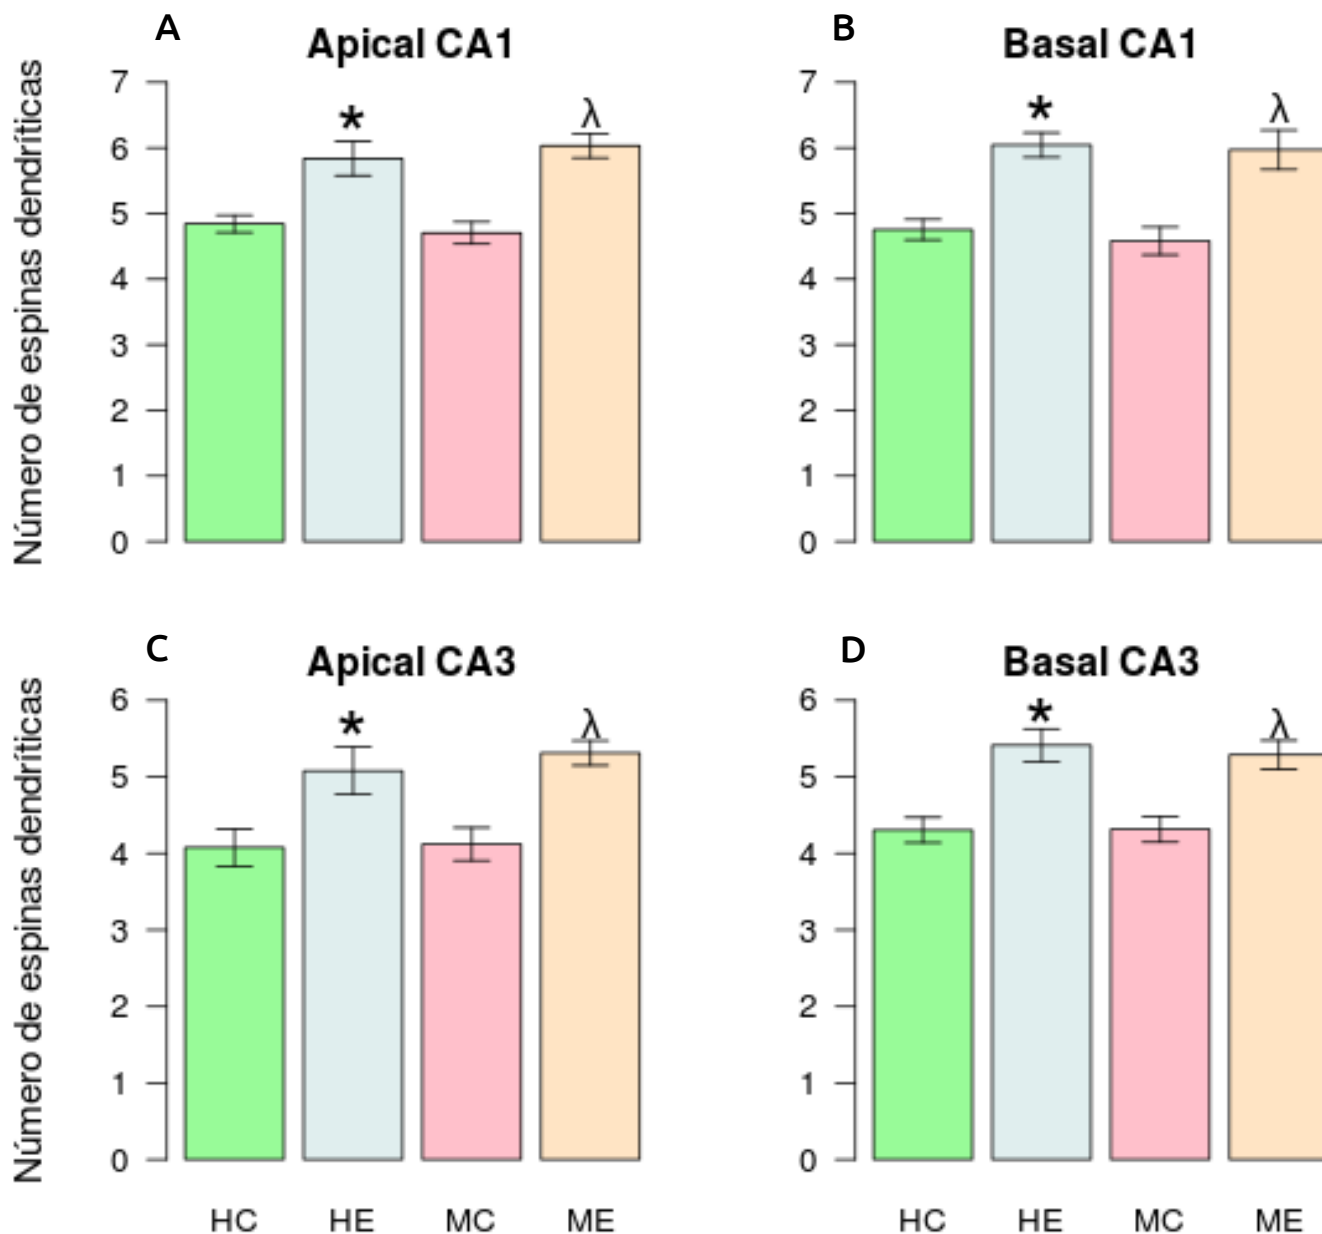 A
Apical CA1
Número de espinas dendríticas
7
6
5
4
3
2
1
0
*
λ
B
Basal CA1
7
6
5
4
3
2
1
0
*
λ
C
Apical CA3
Número de espinas dendríticas
6
5
4
3
2
1
0
*
λ
HC HE MC ME
D
Basal CA3
6
5
4
3
2
1
0
*
λ
HC HE MC ME